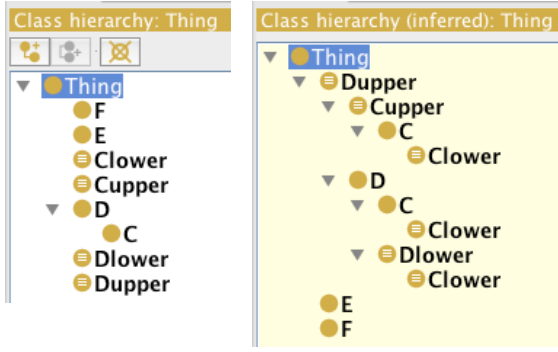 Class hierarchy: Thing
Thing
F
E
Clower
Cupper
D
C
Dlower
Dupper
Class hierarchy (inferred): Thing
Thing
Dupper
Cupper
C
Clower
D
C
Clower
Dlower
Clower
E
F